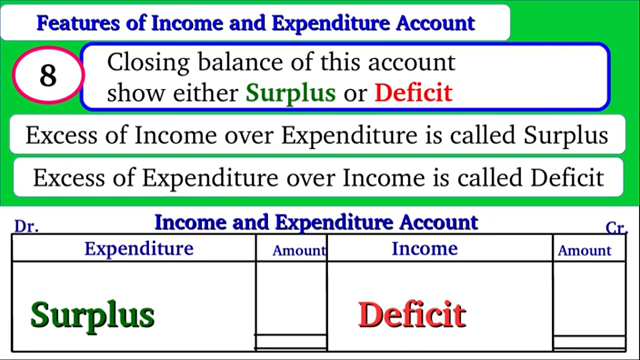 Features of Income and Expenditure Account
8
Closing balance of this account
show either Surplus or Deficit
Excess of Income over Expenditure is called Surplus
Excess of Expenditure over Income is called Deficit
Dr. Income and Expenditure Account Cr.
Expenditure Amount Income Amount
Surplus Deficit